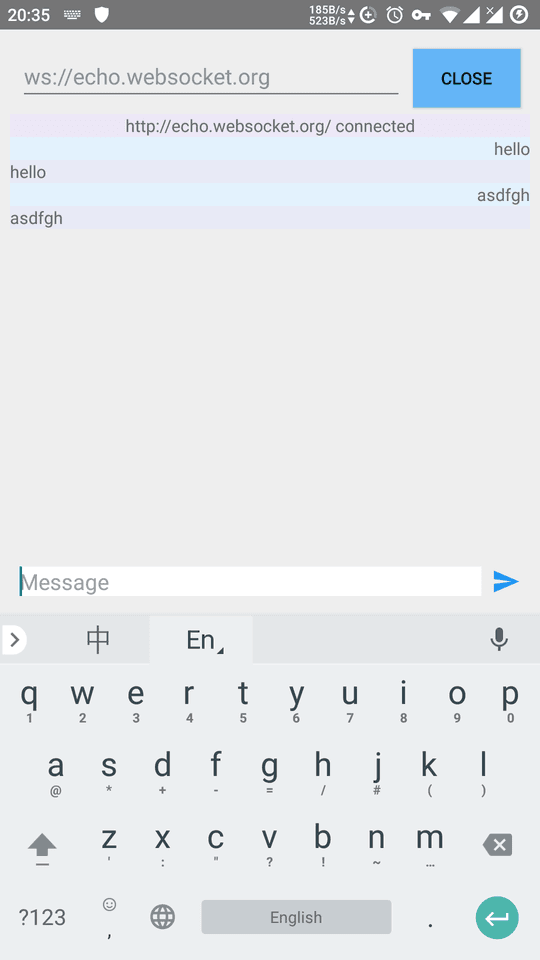 20:35
185B/s
523B/s
ws://echo.websocket.org
CLOSE
http://echo.websocket.org/ connected
hello
hello
asdfgh
asdfgh
Message
中 En
q w e r t y u i o p
1 2 3 4 5 6 7 8 9 0
a s d f g h j k l
@ * + - = / # ( )
z x c v b n m
' : " ? ! ~ …
?123 , English .